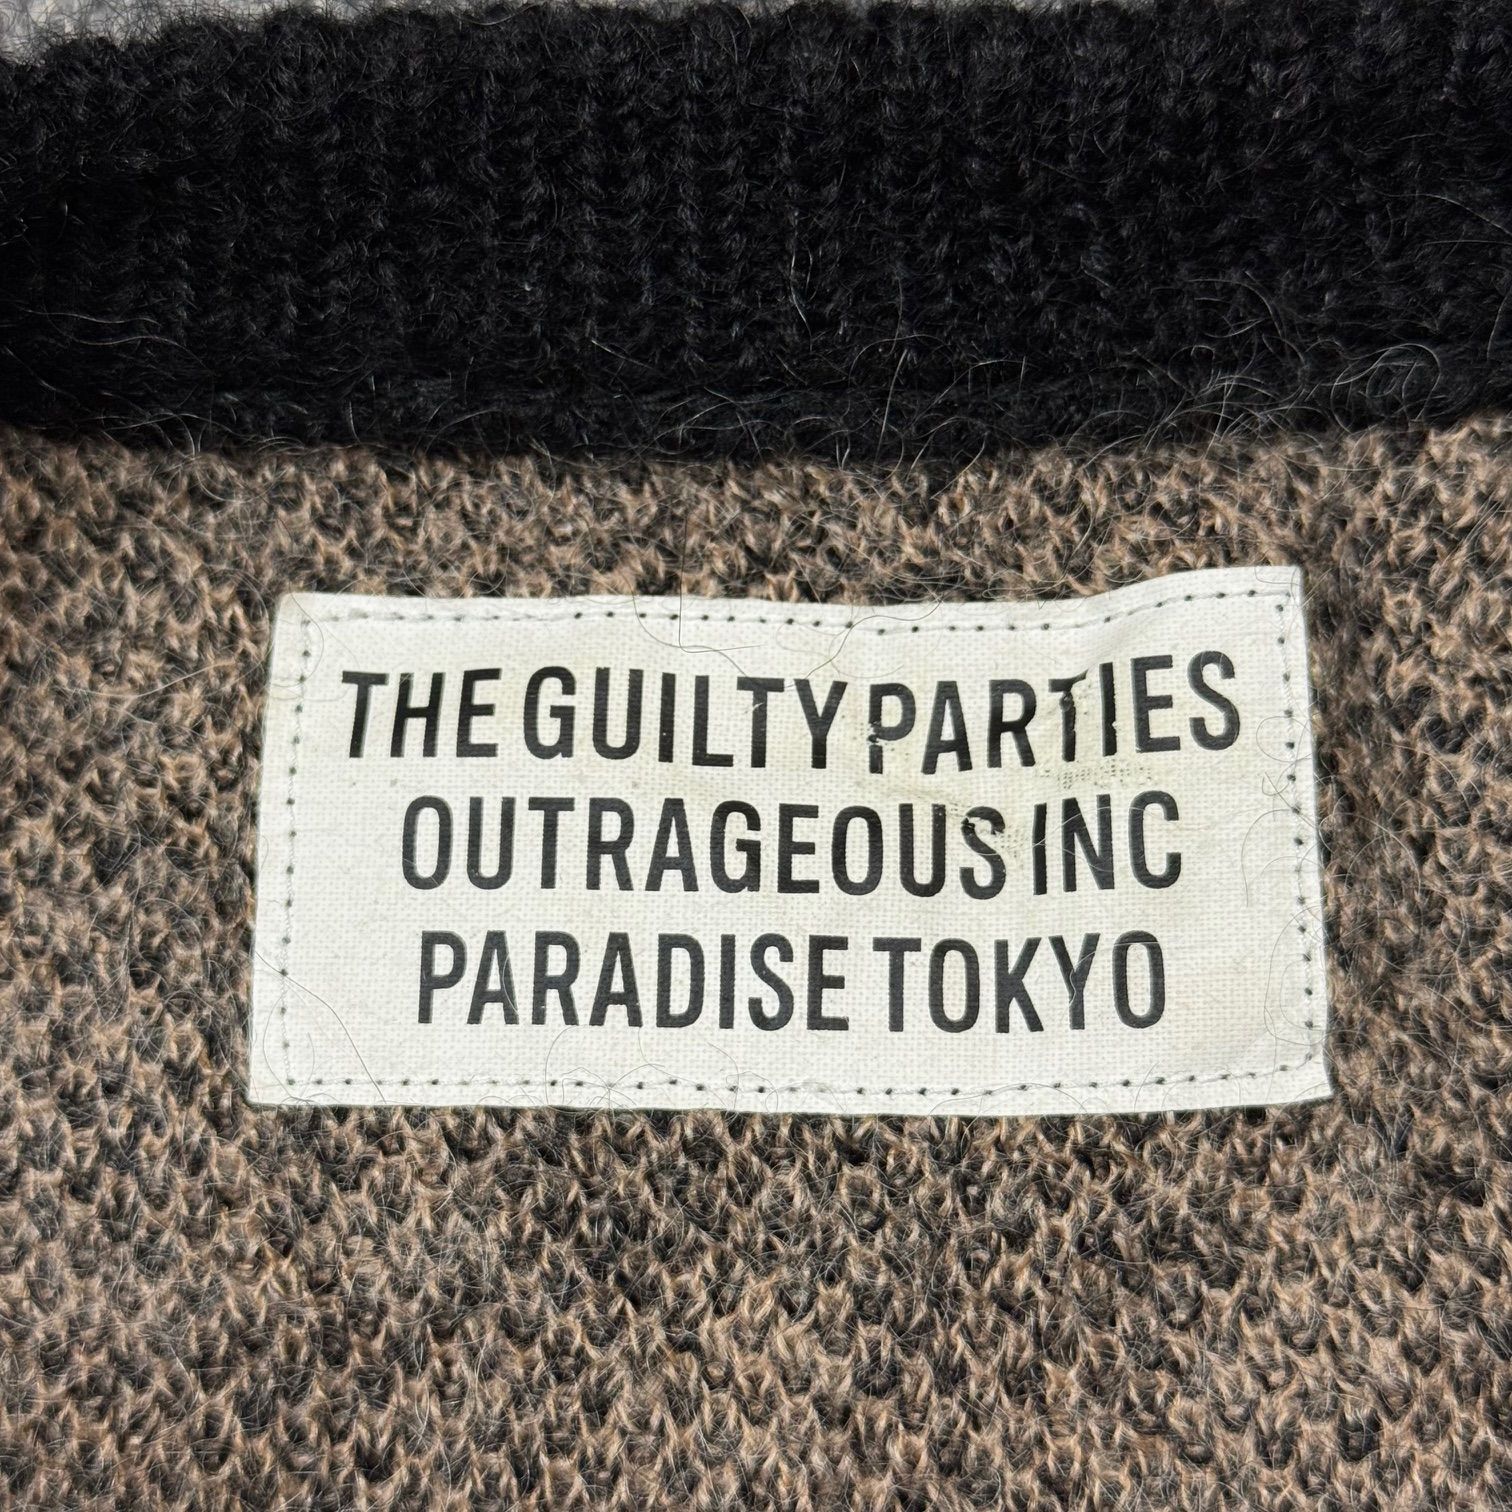 THE GUILTY PARTIES
OUTRAGEOUS INC
PARADISE TOKYO